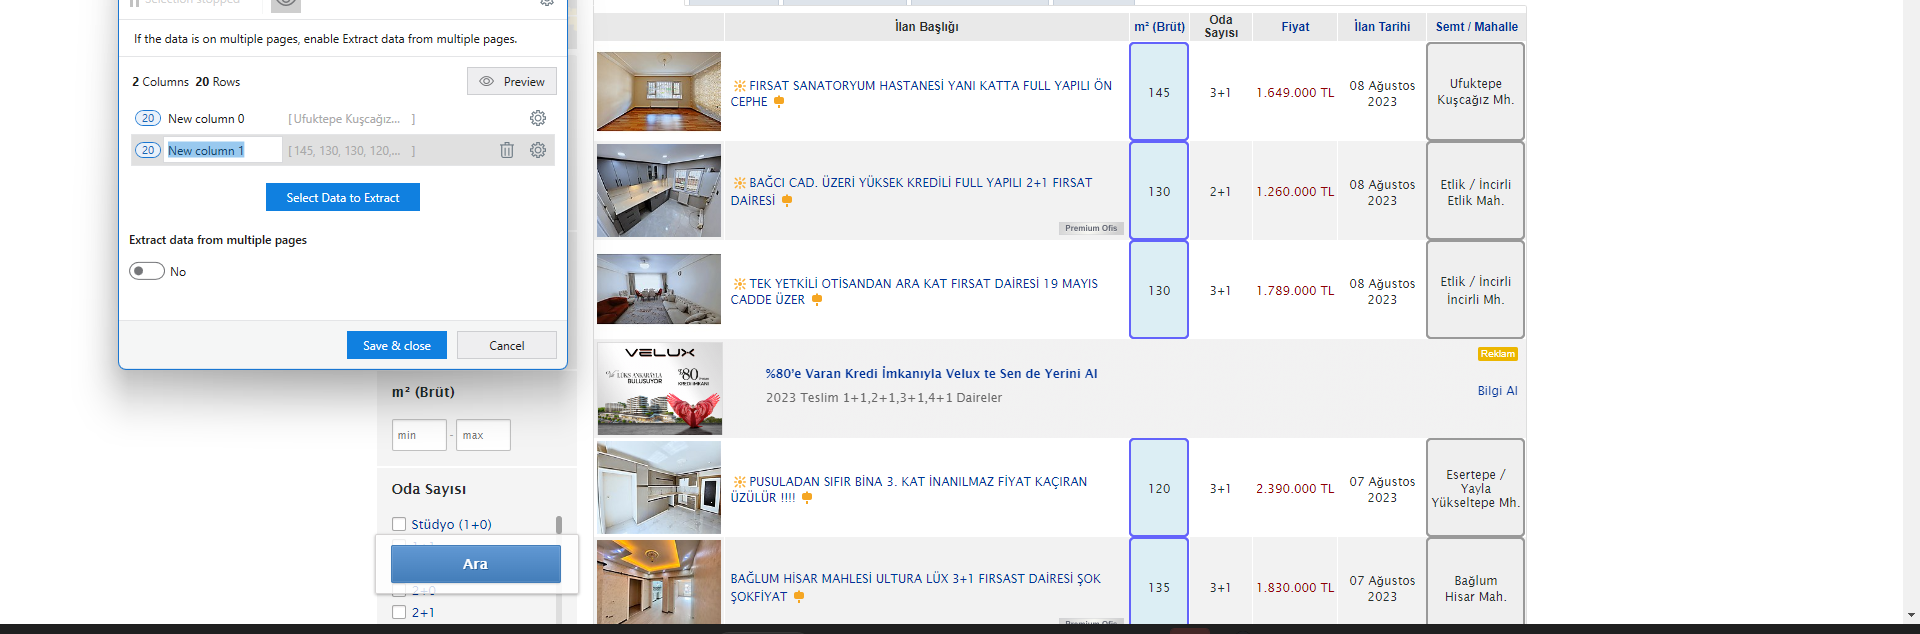 Selection stopped
If the data is on multiple pages, enable Extract data from multiple pages.
2 Columns 20 Rows
Preview
20 New column 0 [ Ufuktepe Kuşcağız... ]
20 New column 1 [ 145, 130, 130, 120,... ]
Select Data to Extract
Extract data from multiple pages
No
Save & close
Cancel
m² (Brüt)
min - max
Oda Sayısı
Stüdyo (1+0)
Ara
2+0
2+1
İlan Başlığı
m² (Brüt)
Oda
Sayısı
Fiyat
İlan Tarihi
Semt / Mahalle
FIRSAT SANATORYUM HASTANESİ YANI KATTA FULL YAPILI ÖN
CEPHE
145
3+1
1.649.000 TL
08 Ağustos
2023
Ufuktepe
Kuşcağız Mh.
BAĞCI CAD. ÜZERİ YÜKSEK KREDİLİ FULL YAPILI 2+1 FIRSAT
DAİRESİ
Premium Ofis
130
2+1
1.260.000 TL
08 Ağustos
2023
Etlik / İncirli
Etlik Mah.
TEK YETKİLİ OTİSANDAN ARA KAT FIRSAT DAİRESİ 19 MAYIS
CADDE ÜZER
130
3+1
1.789.000 TL
08 Ağustos
2023
Etlik / İncirli
İncirli Mh.
VELUX
BULUŞUYOR
%80
%80’e Varan Kredi İmkanıyla Velux te Sen de Yerini Al
2023 Teslim 1+1,2+1,3+1,4+1 Daireler
Reklam
Bilgi Al
PUSULADAN SIFIR BİNA 3. KAT İNANILMAZ FİYAT KAÇIRAN
ÜZÜLÜR !!!!
120
3+1
2.390.000 TL
07 Ağustos
2023
Esertepe /
Yayla
Yükseltepe Mh.
BAĞLUM HİSAR MAHLESİ ULTURA LÜX 3+1 FIRSAST DAİRESİ ŞOK
ŞOKFİYAT
Premium Ofis
135
3+1
1.830.000 TL
07 Ağustos
2023
Bağlum
Hisar Mah.